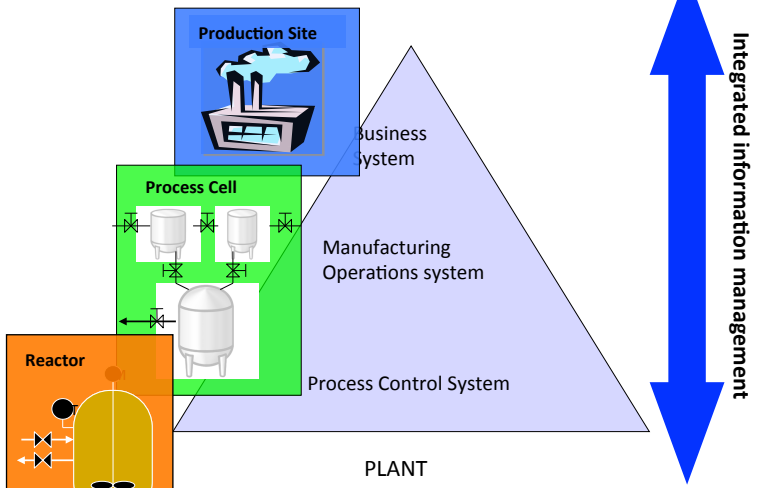 Production Site
Business
System
Process Cell
Manufacturing
Operations system
Reactor
Process Control System
PLANT
Integrated information management